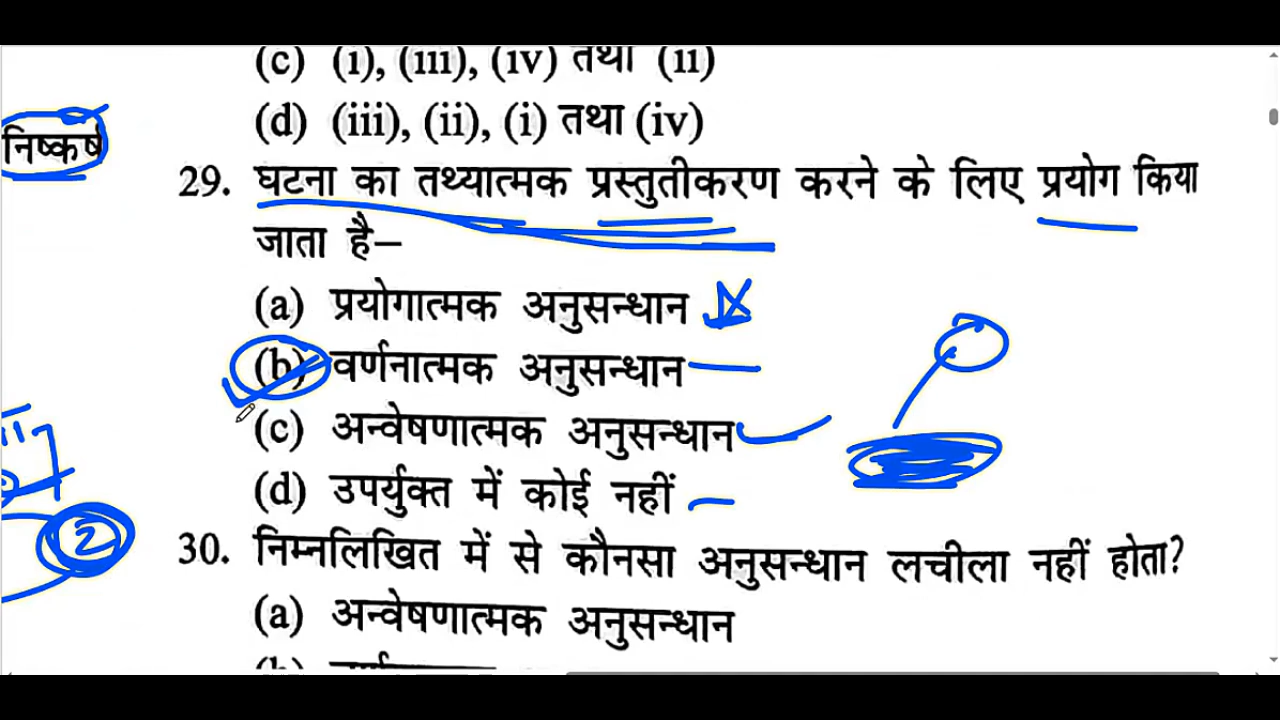 (c) (i), (iii), (iv) तथा (ii)
(d) (iii), (ii), (i) तथा (iv)
निष्कर्ष
29. घटना का तथ्यात्मक प्रस्तुतीकरण करने के लिए प्रयोग किया
जाता है–
(a) प्रयोगात्मक अनुसन्धान
(b) वर्णनात्मक अनुसन्धान
(c) अन्वेषणात्मक अनुसन्धान
(d) उपर्युक्त में कोई नहीं
2
30. निम्नलिखित में से कौनसा अनुसन्धान लचीला नहीं होता?
(a) अन्वेषणात्मक अनुसन्धान